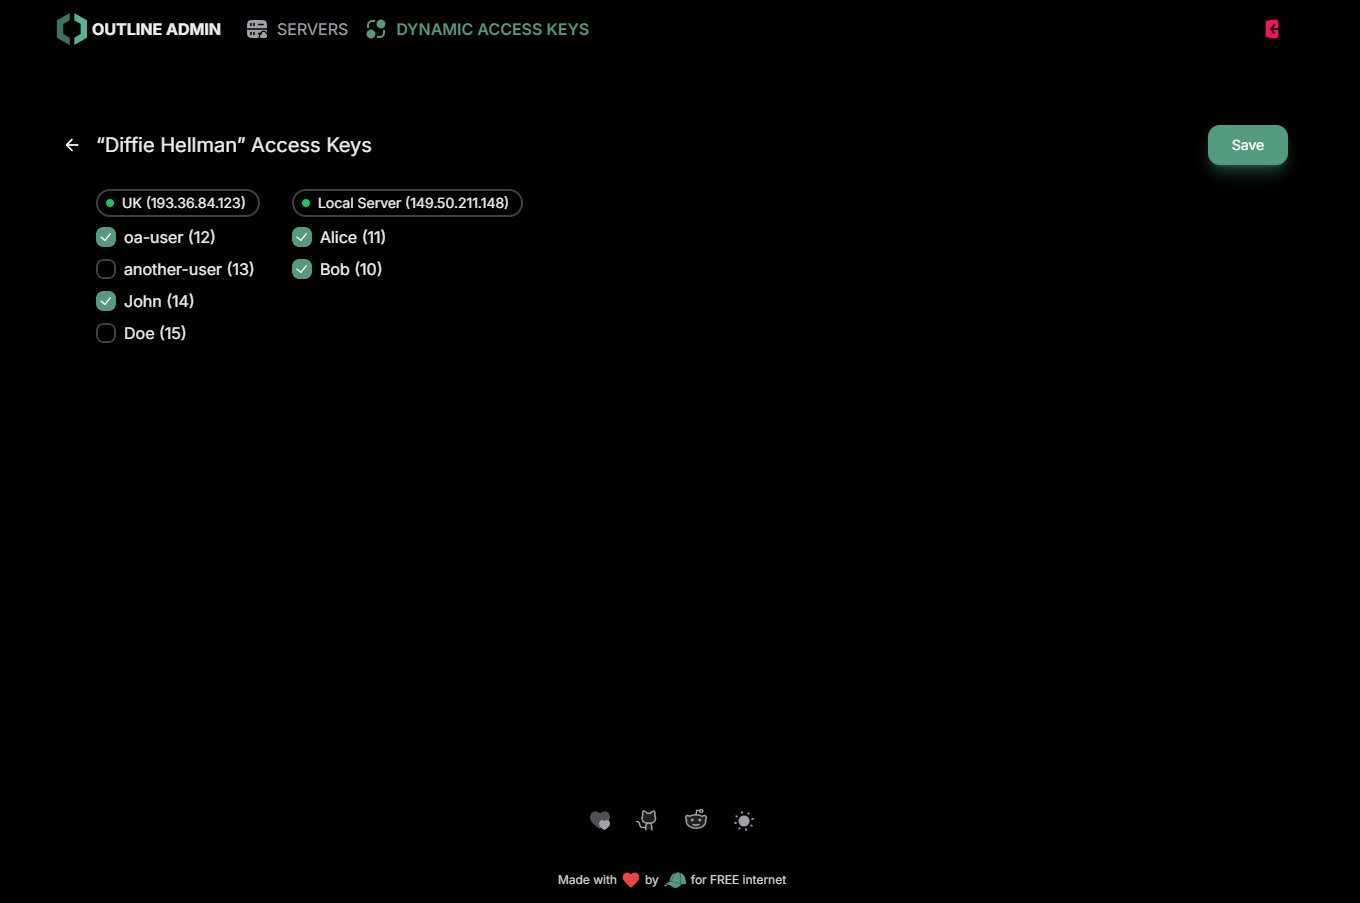 OUTLINE ADMIN SERVERS DYNAMIC ACCESS KEYS
“Diffie Hellman” Access Keys
Save
UK (193.36.84.123)
oa-user (12)
another-user (13)
John (14)
Doe (15)
Local Server (149.50.211.148)
Alice (11)
Bob (10)
Made with by for FREE internet